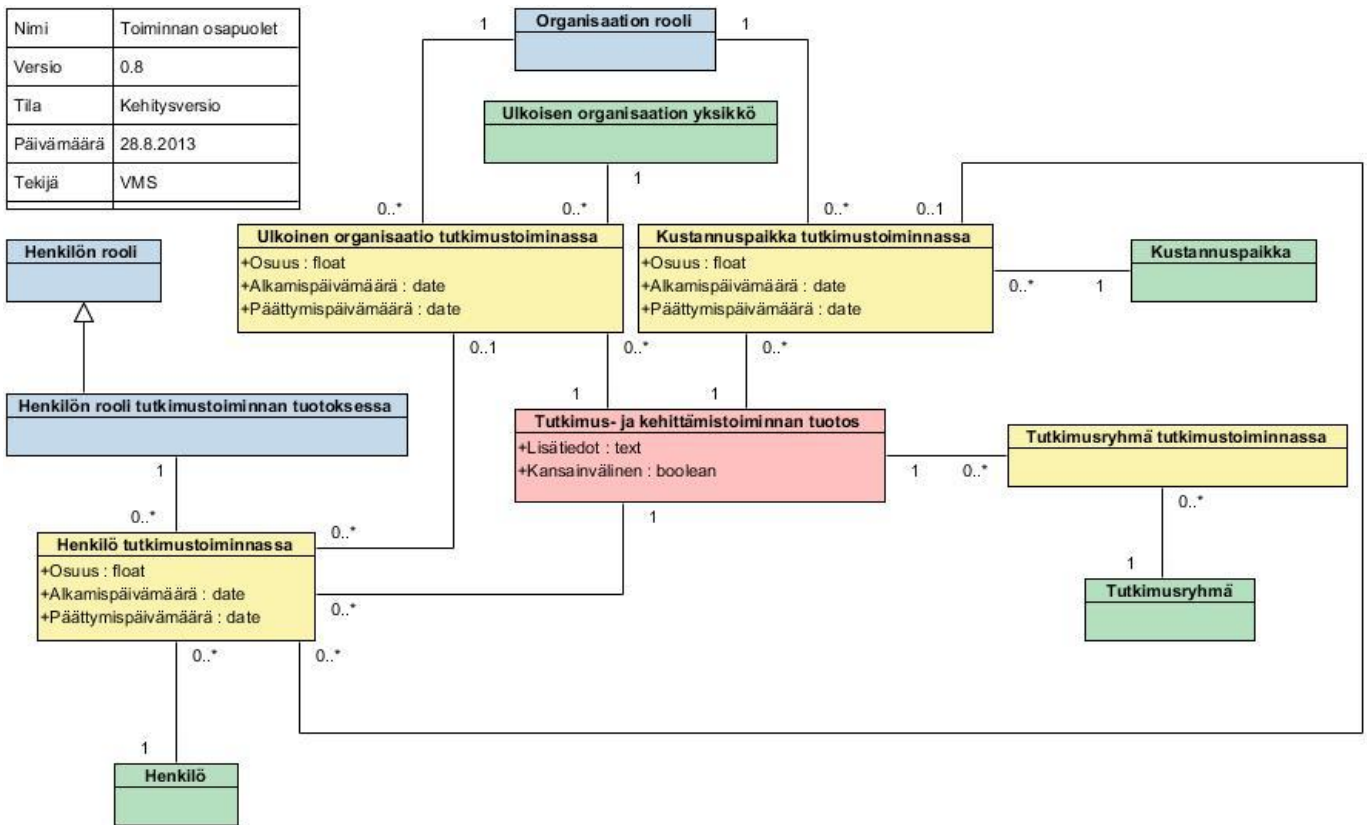 Nimi Toiminnan osapuolet
Versio 0.8
Tila Kehitysversio
Päivämäärä 28.8.2013
Tekijä VMS
1 Organisaation rooli 1
Ulkoisen organisaation yksikkö
1
0..* 0..* 0..* 0..1
Henkilön rooli
Ulkoinen organisaatio tutkimustoiminassa
+Osuus : float
+Alkamispäivämäärä : date
+Päättymispäivämäärä : date
Kustannuspaikka tutkimustoiminnassa
+Osuus : float
+Alkamispäivämäärä : date
+Päättymispäivämäärä : date
Kustannuspaikka
0..* 1
0..1 0..* 0..*
1 1
Henkilön rooli tutkimustoiminnan tuotoksessa
Tutkimus- ja kehittämistoiminnan tuotos
+Lisätiedot : text
+Kansainvälinen : boolean
Tutkimusryhmä tutkimustoiminnassa
1 1 0..*
0..* 0..* 1 0..*
Henkilö tutkimustoiminnassa
+Osuus : float
+Alkamispäivämäärä : date
+Päättymispäivämäärä : date
0..*
1
Tutkimusryhmä
0..* 0..*
1
Henkilö